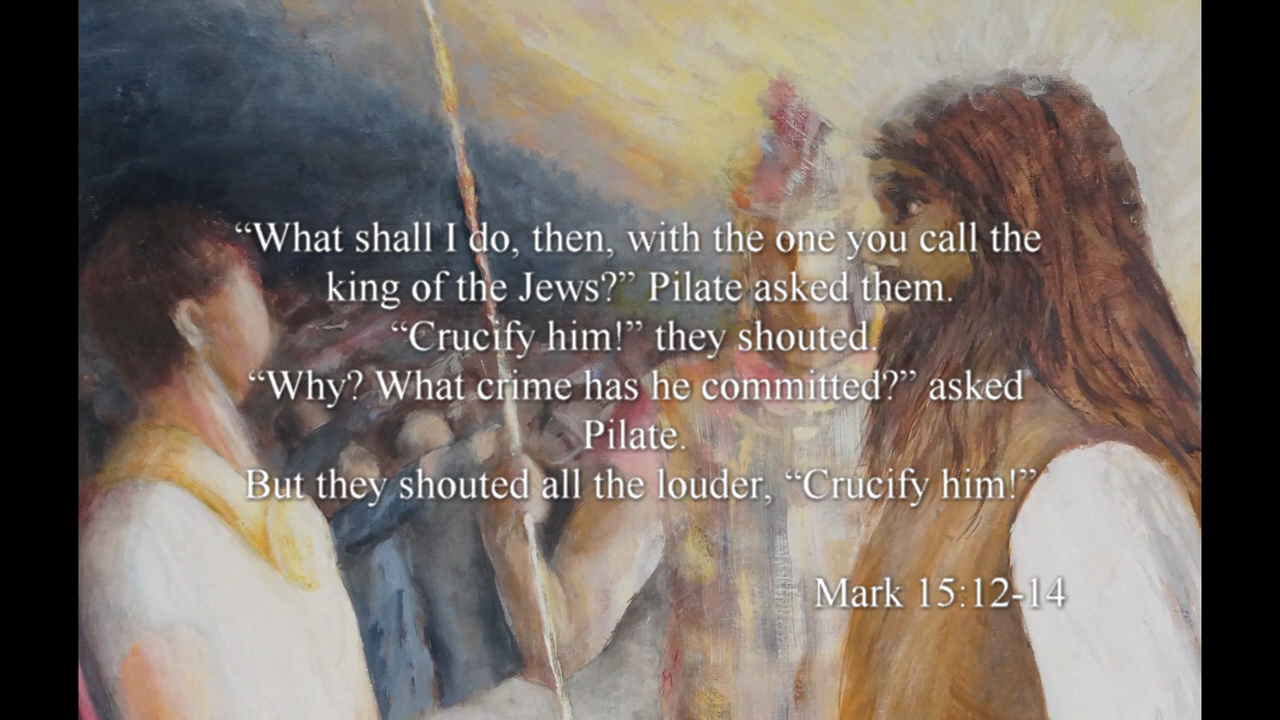 “What shall I do, then, with the one you call the
king of the Jews?” Pilate asked them.
“Crucify him!” they shouted.
“Why? What crime has he committed?” asked
Pilate.
But they shouted all the louder, “Crucify him!”
Mark 15:12-14